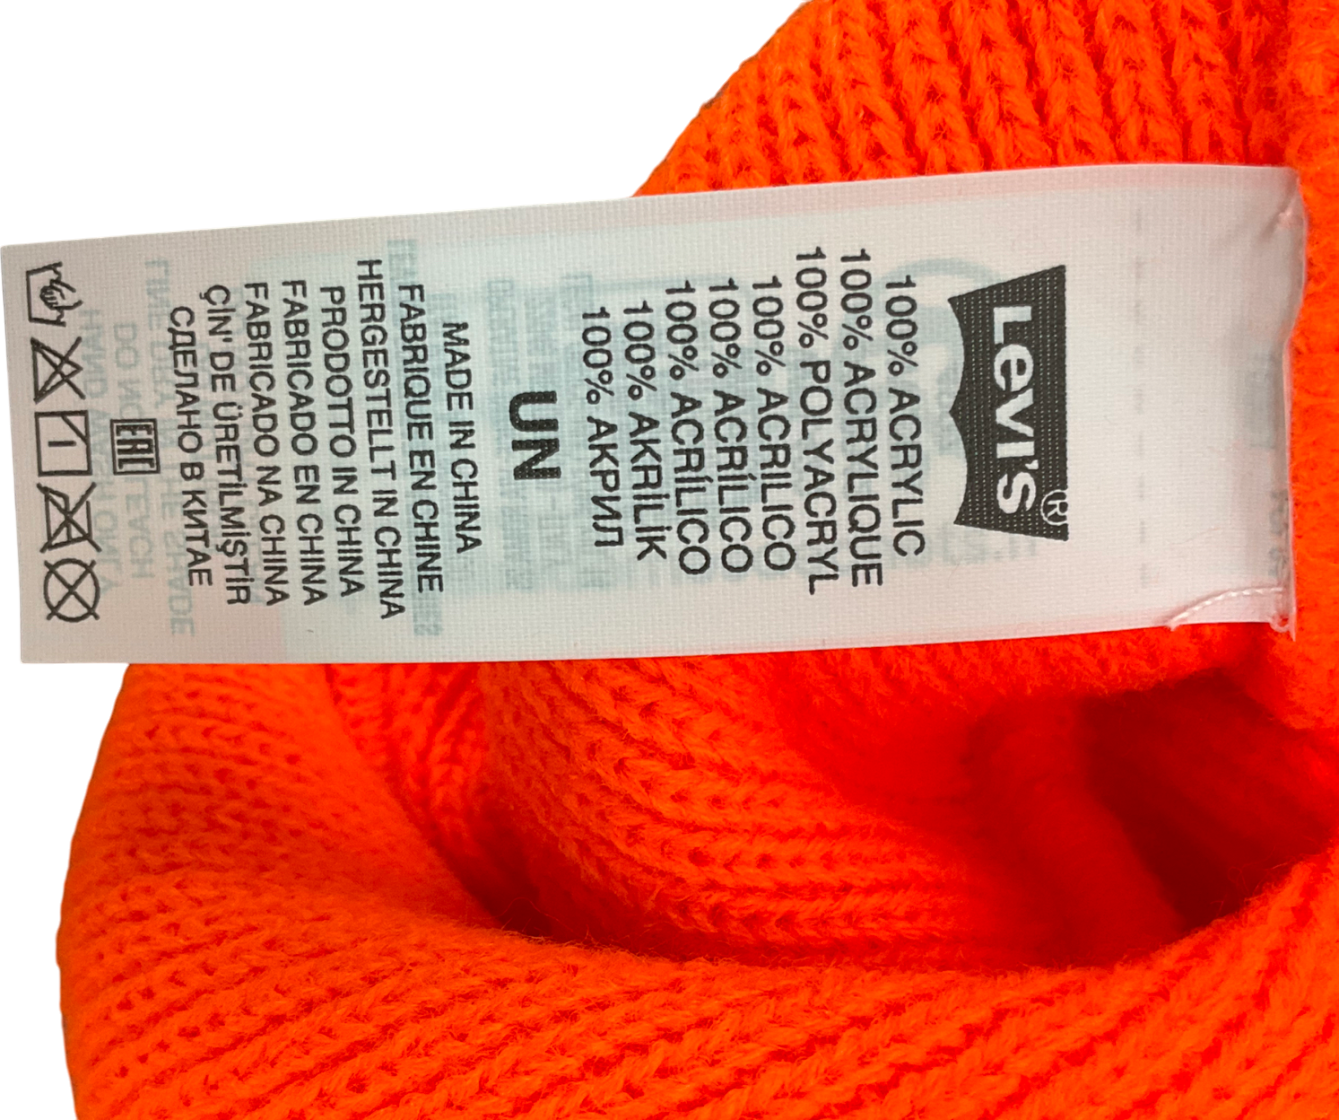 Levi's®
100% ACRYLIC
100% ACRYLIQUE
100% POLYACRYL
100% ACRILICO
100% ACRÍLICO
100% ACRÍLICO
100% AKRİLİK
100% АКРИЛ
UN
MADE IN CHINA
FABRIQUE EN CHINE
HERGESTELLT IN CHINA
PRODOTTO IN CHINA
FABRICADO EN CHINA
FABRICADO NA CHINA
ÇİN' DE ÜRETİLMİŞTİR
СДЕЛАНО В КИТАЕ
EAC